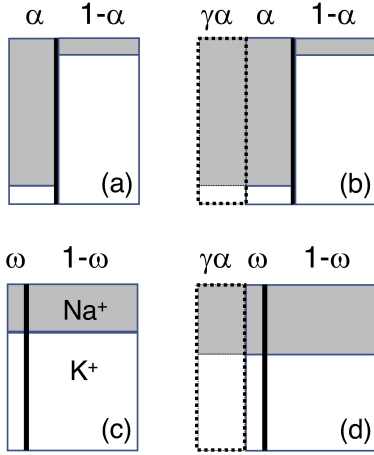 α 1-α
γα α 1-α
(a)
(b)
ω 1-ω
γα ω 1-ω
Na⁺
K⁺
(c)
(d)